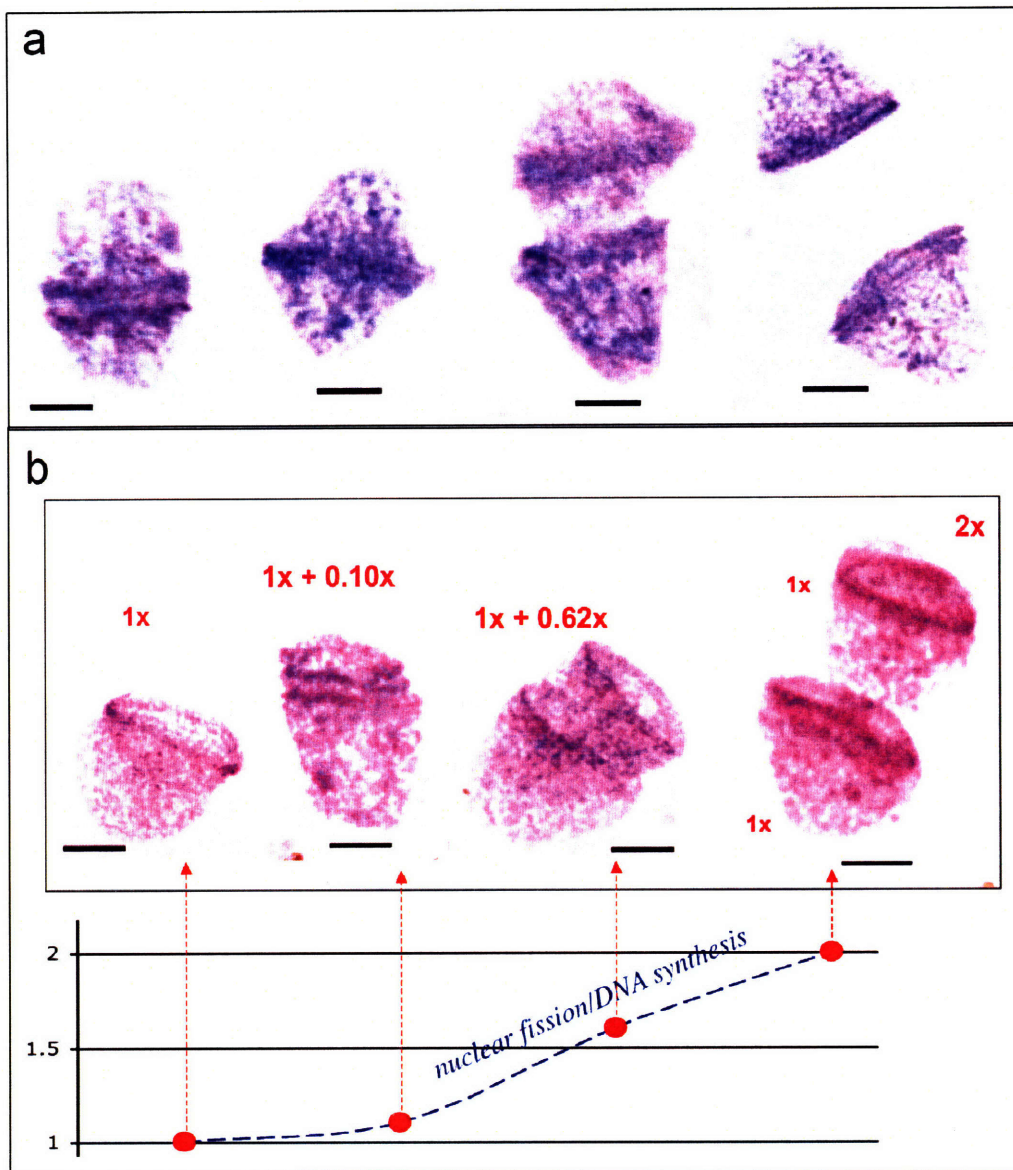 a
b
2x
1x + 0.10x
1x
1x
1x + 0.62x
1x
2
nuclear fission/DNA synthesis
1.5
1